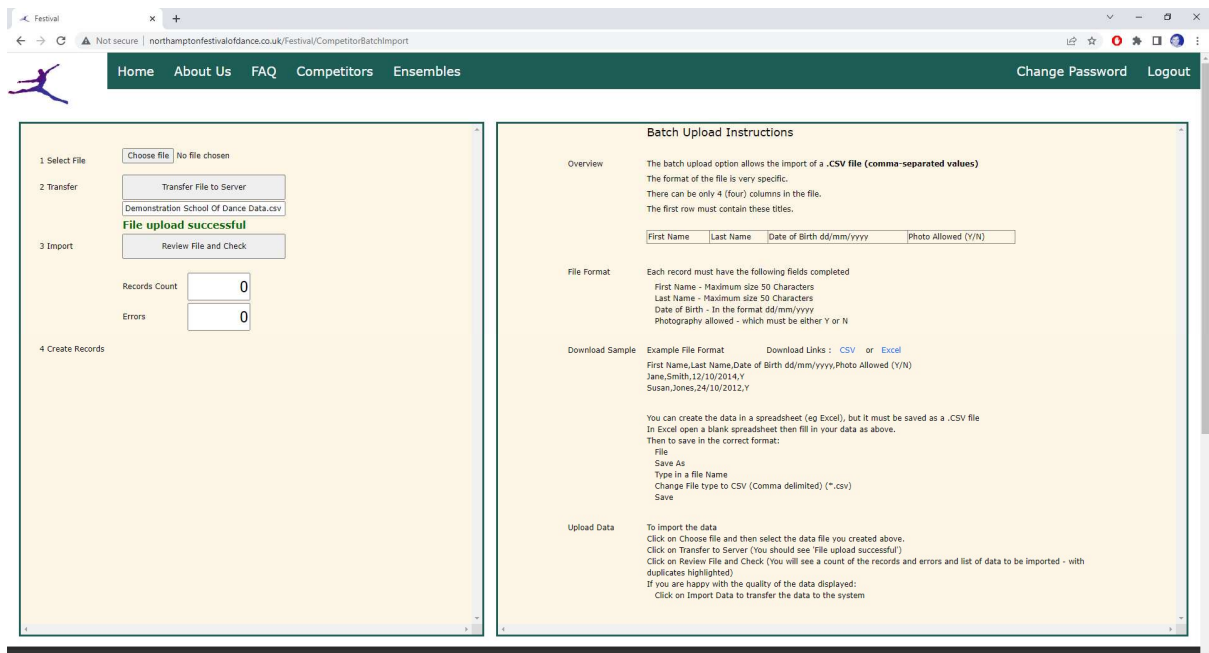 Festival
Not secure | northamptonfestivalofdance.co.uk/Festival/CompetitorBatchImport
Home About Us FAQ Competitors Ensembles Change Password Logout
1 Select File Choose file No file chosen
2 Transfer Transfer File to Server
Demonstration School Of Dance Data.csv
File upload successful
3 Import Review File and Check
Records Count 0
Errors 0
4 Create Records
Batch Upload Instructions
Overview The batch upload option allows the import of a .CSV file (comma-separated values)
The format of the file is very specific.
There can be only 4 (four) columns in the file.
The first row must contain these titles.
First Name Last Name Date of Birth dd/mm/yyyy Photo Allowed (Y/N)
File Format Each record must have the following fields completed
First Name - Maximum size 50 Characters
Last Name - Maximum size 50 Characters
Date of Birth - In the format dd/mm/yyyy
Photography allowed - which must be either Y or N
Download Sample Example File Format Download Links : CSV or Excel
First Name,Last Name,Date of Birth dd/mm/yyyy,Photo Allowed (Y/N)
Jane,Smith,12/10/2014,Y
Susan,Jones,24/10/2012,Y
You can create the data in a spreadsheet (eg Excel), but it must be saved as a .CSV file
In Excel open a blank spreadsheet then fill in your data as above.
Then to save in the correct format:
File
Save As
Type in a file Name
Change File type to CSV (Comma delimited) (*.csv)
Save
Upload Data To import the data
Click on Choose file and then select the data file you created above.
Click on Transfer to Server (You should see 'File upload successful')
Click on Review File and Check (You will see a count of the records and errors and list of data to be imported - with
duplicates highlighted)
If you are happy with the quality of the data displayed:
Click on Import Data to transfer the data to the system